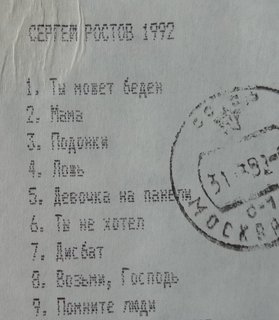 СЕРГЕЙ РОСТОВ 1992
1. Ты может беден
2. Мама
3. Подонки
4. Ложь
5. Девочка на панели
6. Ты не хотел
7. Дисбат
8. Возьми, Господь
9. Помните люди
МОСКВА